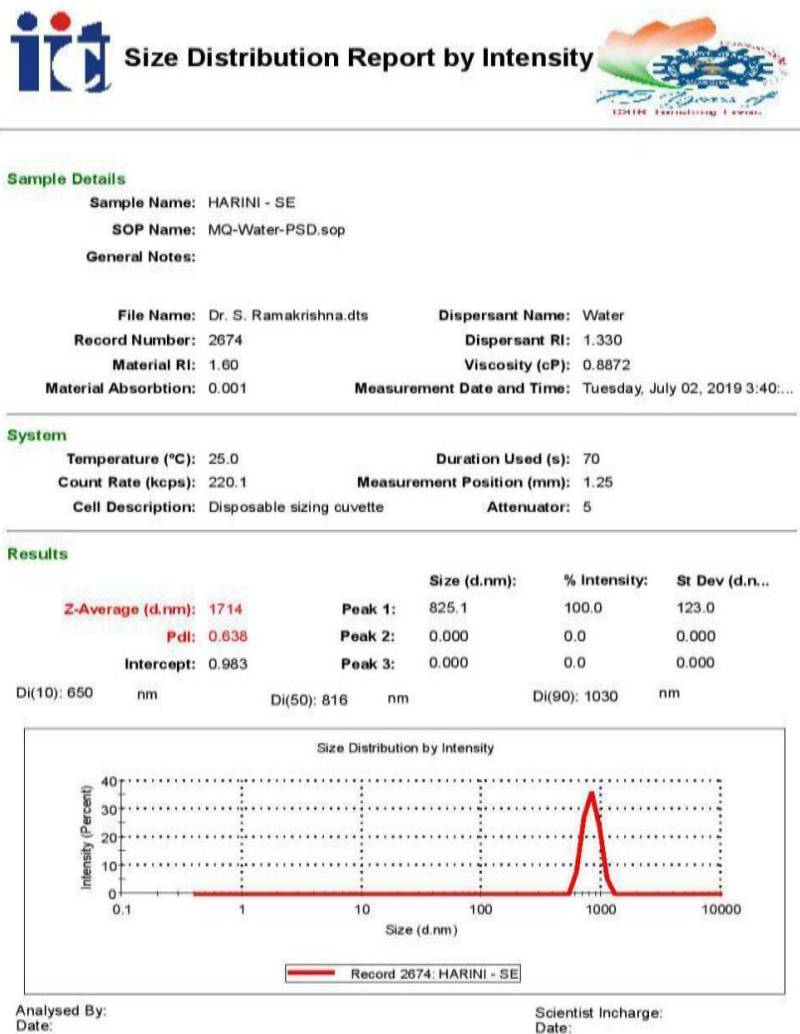 iict
Size Distribution Report by Intensity
75 Years of
Sample Details
Sample Name: HARINI - SE
SOP Name: MQ-Water-PSD.sop
General Notes:
File Name: Dr. S. Ramakrishna.dts Dispersant Name: Water
Record Number: 2674 Dispersant RI: 1.330
Material RI: 1.60 Viscosity (cP): 0.8872
Material Absorbtion: 0.001 Measurement Date and Time: Tuesday, July 02, 2019 3:40:...
System
Temperature (ºC): 25.0 Duration Used (s): 70
Count Rate (kcps): 220.1 Measurement Position (mm): 1.25
Cell Description: Disposable sizing cuvette Attenuator: 5
Results
Size (d.nm): % Intensity: St Dev (d.n...
Z-Average (d.nm): 1714 Peak 1: 825.1 100.0 123.0
PdI: 0.638 Peak 2: 0.000 0.0 0.000
Intercept: 0.983 Peak 3: 0.000 0.0 0.000
Di(10): 650 nm Di(50): 816 nm Di(90): 1030 nm
Size Distribution by Intensity
Intensity (Percent)
40
30
20
10
0
0.1 1 10 100 1000 10000
Size (d.nm)
Record 2674: HARINI - SE
Analysed By: Scientist Incharge:
Date: Date: